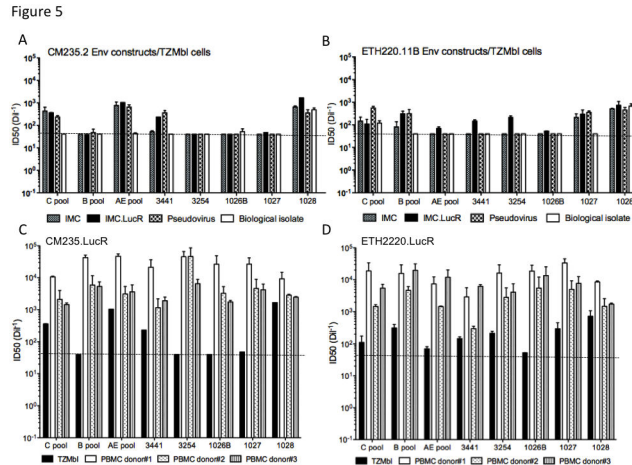 Figure 5
A
CM235.2 Env constructs/TZMbl cells
ID50 (Dil⁻¹)
10⁵
10⁴
10³
10²
10¹
10⁰
10⁻¹
C pool B pool AE pool 3441 3254 1026B 1027 1028
IMC IMC.LucR Pseudovirus Biological isolate
B
ETH220.11B Env constructs/TZMbl cells
ID50 (Dil⁻¹)
10⁵
10⁴
10³
10²
10¹
10⁰
10⁻¹
C pool B pool AE pool 3441 3254 1026B 1027 1028
IMC IMC.LucR Pseudovirus Biological isolate
C
CM235.LucR
ID50 (Dil⁻¹)
10⁵
10⁴
10³
10²
10¹
10⁰
10⁻¹
C pool B pool AE pool 3441 3254 1026B 1027 1028
TZMbl PBMC donor#1 PBMC donor#2 PBMC donor#3
D
ETH2220.LucR
ID50 (Dil⁻¹)
10⁵
10⁴
10³
10²
10¹
10⁰
10⁻¹
C pool B pool AE pool 3441 3254 1026B 1027 1028
TZMbl PBMC donor#1 PBMC donor#2 PBMC donor#3